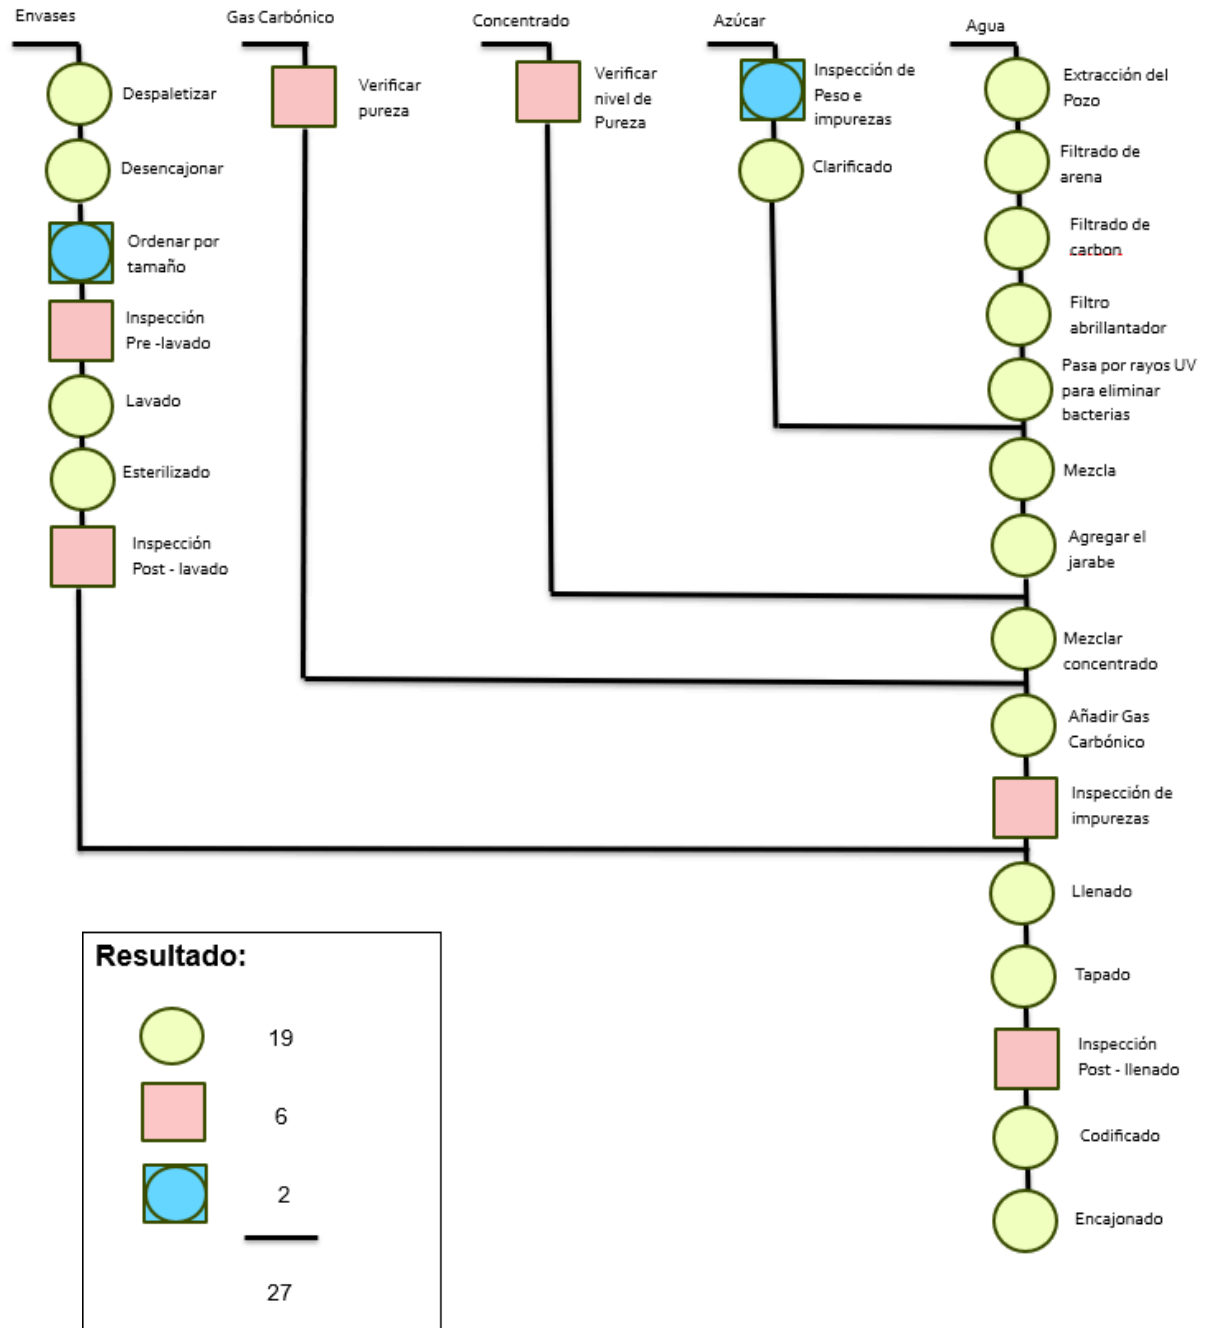 Envases
Despaletizar
Desencajonar
Ordenar por
tamaño
Inspección
Pre -lavado
Lavado
Esterilizado
Inspección
Post - lavado
Gas Carbónico
Verificar
pureza
Concentrado
Verificar
nivel de
Pureza
Azúcar
Inspección de
Peso e
impurezas
Clarificado
Agua
Extracción del
Pozo
Filtrado de
arena
Filtrado de
carbon
Filtro
abrillantador
Pasa por rayos UV
para eliminar
bacterias
Mezcla
Agregar el
jarabe
Mezclar
concentrado
Añadir Gas
Carbónico
Inspección de
impurezas
Llenado
Tapado
Inspección
Post - llenado
Codificado
Encajonado
Resultado:
19
6
2
27